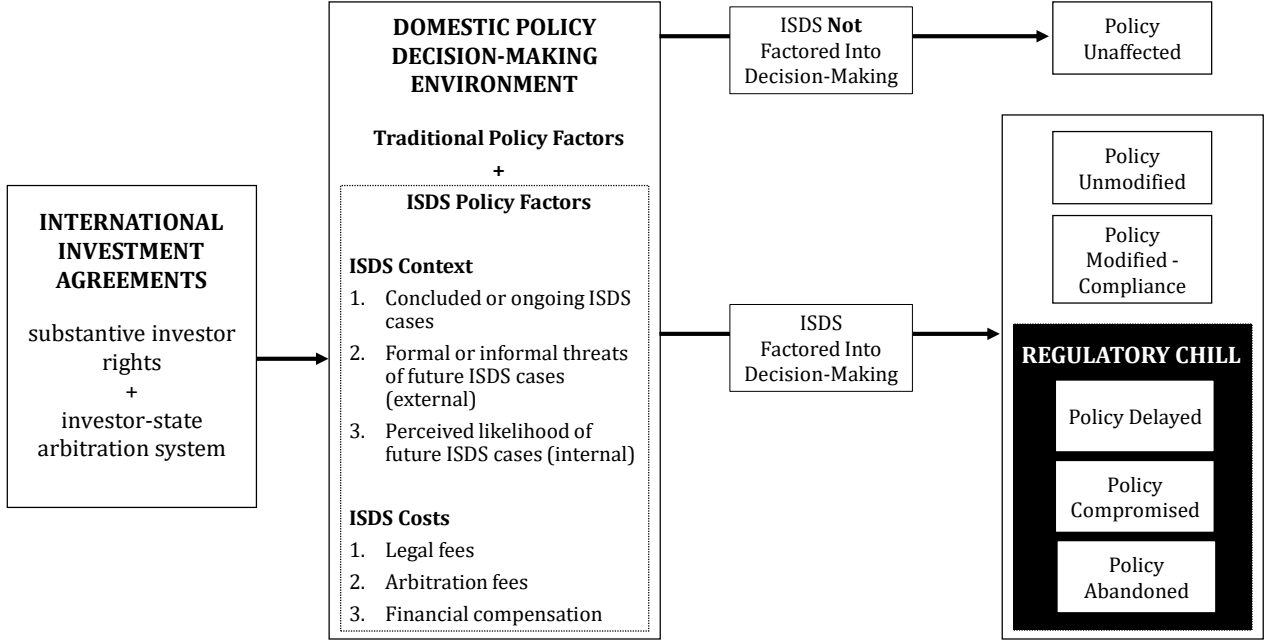 INTERNATIONAL
INVESTMENT
AGREEMENTS
substantive investor
rights
+
investor-state
arbitration system
DOMESTIC POLICY
DECISION-MAKING
ENVIRONMENT
Traditional Policy Factors
+
ISDS Policy Factors
ISDS Context
1. Concluded or ongoing ISDS
cases
2. Formal or informal threats
of future ISDS cases
(external)
3. Perceived likelihood of
future ISDS cases (internal)
ISDS Costs
1. Legal fees
2. Arbitration fees
3. Financial compensation
ISDS Not
Factored Into
Decision-Making
Policy
Unaffected
ISDS
Factored Into
Decision-Making
Policy
Unmodified
Policy
Modified -
Compliance
REGULATORY CHILL
Policy Delayed
Policy
Compromised
Policy
Abandoned